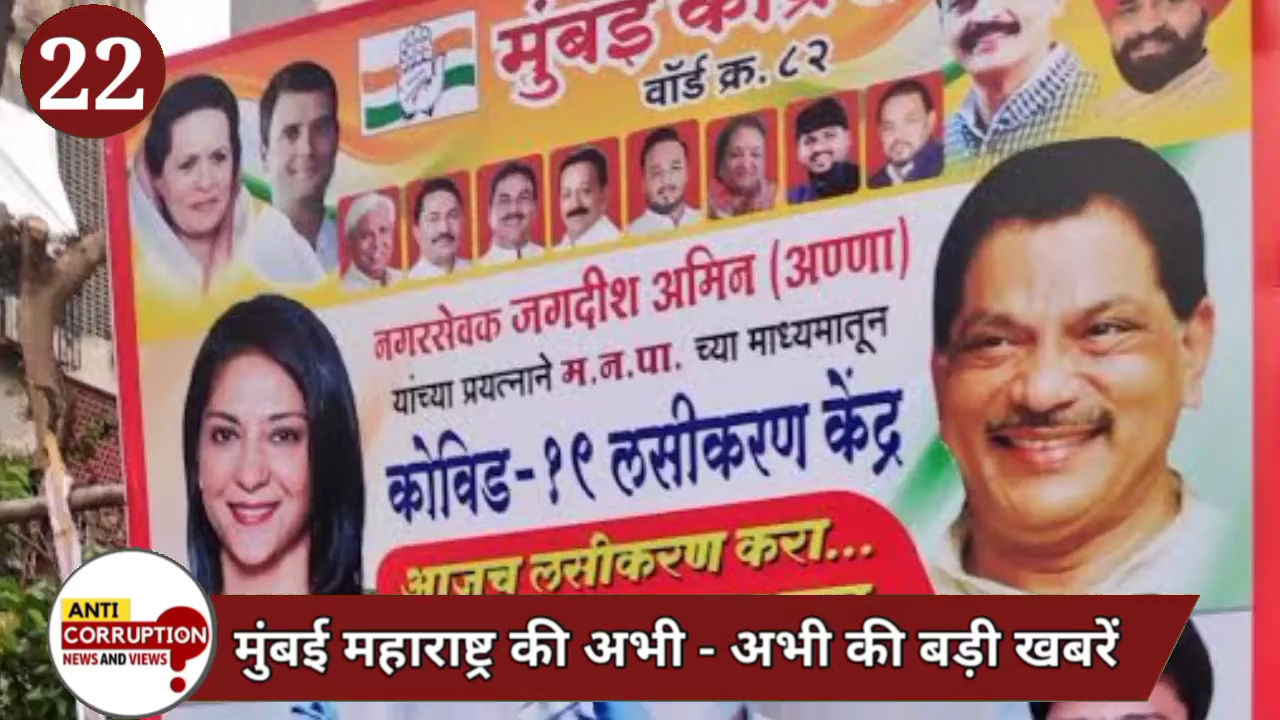 22
मुंबई काँग्रेस
वॉर्ड क्र. ८२
नगरसेवक जगदीश अमिन (अण्णा)
यांच्या प्रयत्नाने म.न.पा. च्या माध्यमातून
कोविड-१९ लसीकरण केंद्र
आजच लसीकरण करा...
ANTI
CORRUPTION
NEWS AND VIEWS
मुंबई महाराष्ट्र की अभी - अभी की बड़ी खबरें